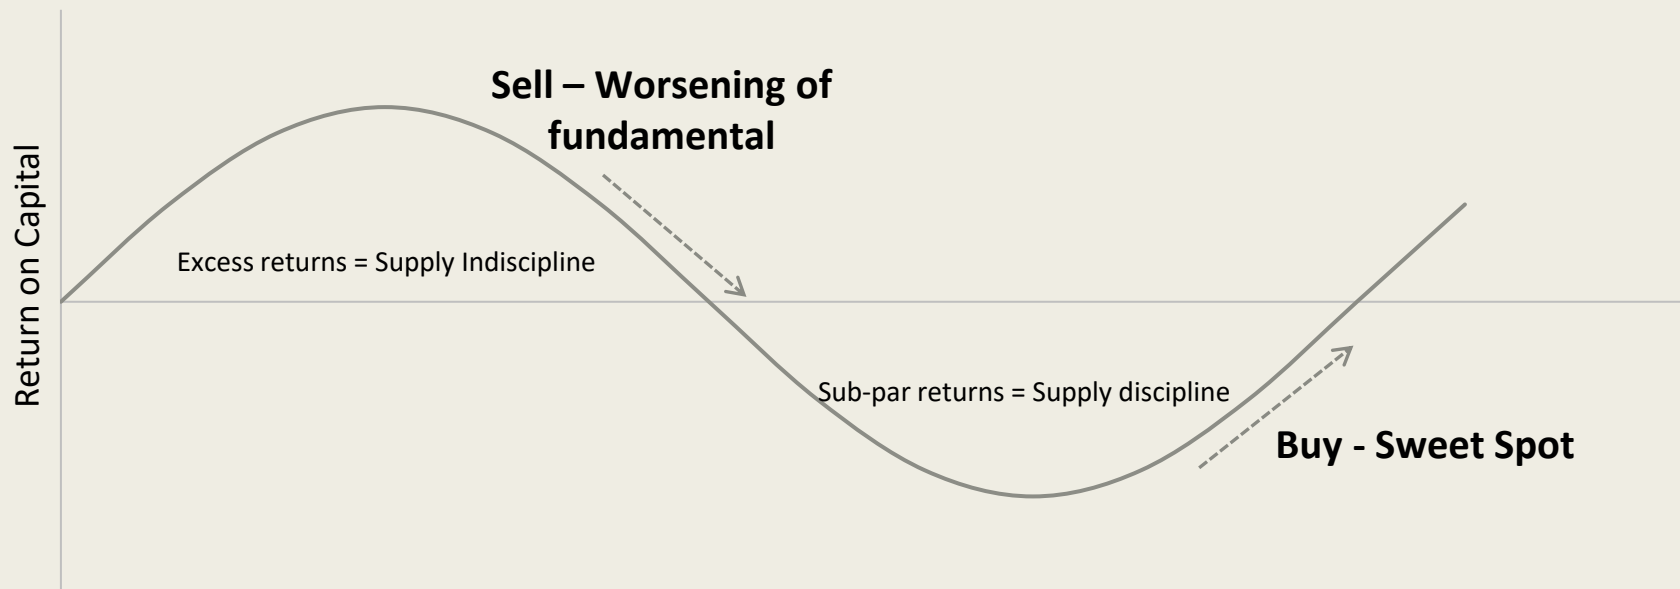 Sell – Worsening of
fundamental
Return on Capital
Excess returns = Supply Indiscipline
Sub-par returns = Supply discipline
Buy - Sweet Spot